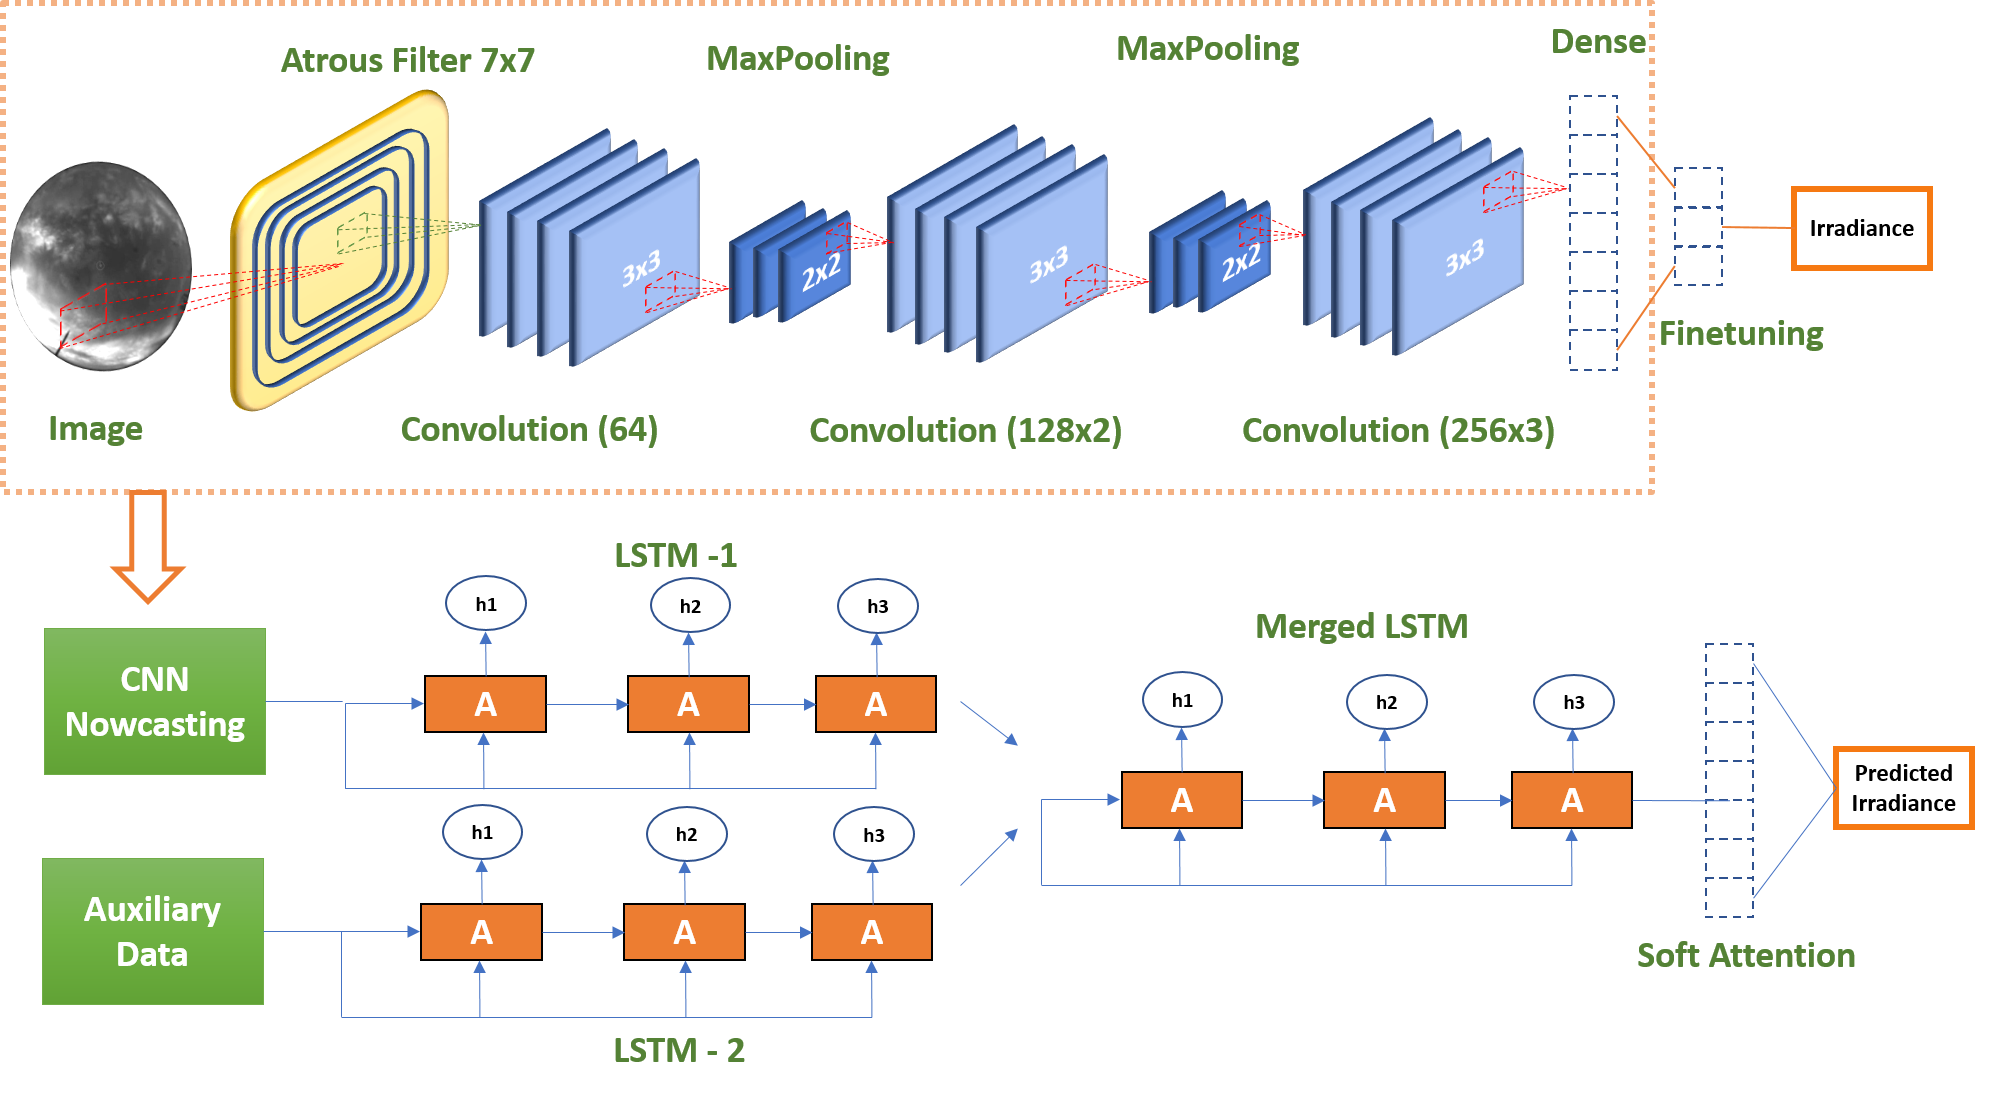 Atrous Filter 7x7
MaxPooling
MaxPooling
Dense
3x3
2x2
3x3
2x2
3x3
Irradiance
Finetuning
Image
Convolution (64)
Convolution (128x2)
Convolution (256x3)
LSTM -1
h1
h2
h3
CNN
Nowcasting
A
A
A
Merged LSTM
h1
h2
h3
A
A
A
Predicted
Irradiance
h1
h2
h3
Auxiliary
Data
A
A
A
Soft Attention
LSTM - 2